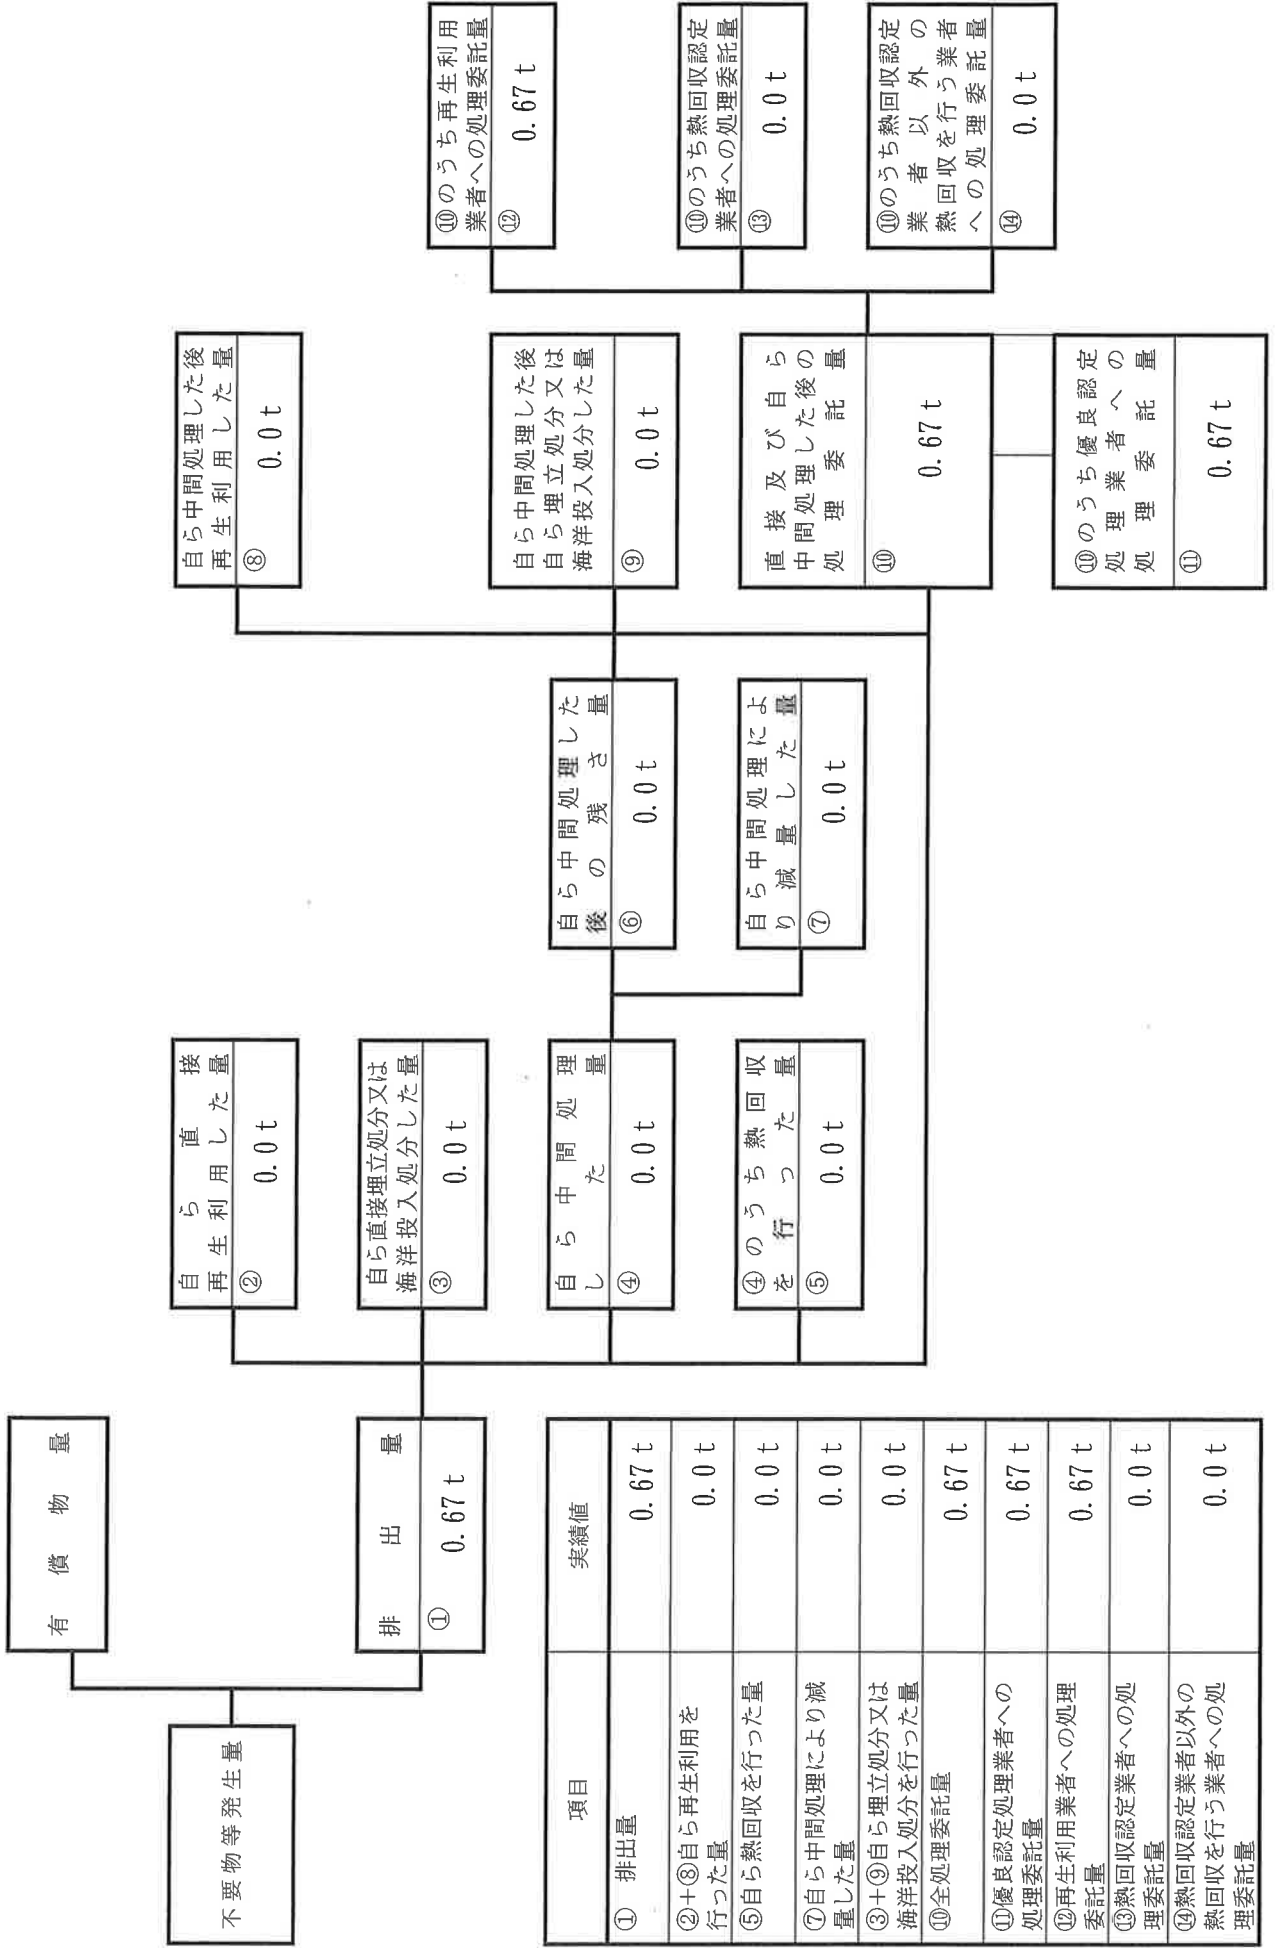 不要物等発生量
有償物量
排出量
① 0.67 t
自ら直接
再生利用した量
② 0.0 t
自ら直接埋立処分又は
海洋投入処分した量
③ 0.0 t
自ら中間処理
した量
④ 0.0 t
④のうち熱回収
を行った量
⑤ 0.0 t
自ら中間処理した
後の残さ量
⑥ 0.0 t
自ら中間処理によ
り減量した量
⑦ 0.0 t
自ら中間処理した後
再生利用した量
⑧ 0.0 t
自ら中間処理した後
自ら埋立処分又は
海洋投入処分した量
⑨ 0.0 t
直接及び自ら
中間処理した後の
処理委託量
⑩ 0.67 t
⑩のうち優良認定
処理業者への
処理委託量
⑪ 0.67 t
⑩のうち再生利用
業者への処理委託量
⑫ 0.67 t
⑩のうち熱回収認定
業者への処理委託量
⑬ 0.0 t
⑩のうち熱回収認定
業者以外の
熱回収を行う業者
への処理委託量
⑭ 0.0 t
項目 実績値
① 排出量 0.67 t
②+⑧自ら再生利用を
行った量 0.0 t
⑤自ら熱回収を行った量 0.0 t
⑦自ら中間処理により減
量した量 0.0 t
③+⑨自ら埋立処分又は
海洋投入処分を行った量 0.0 t
⑩全処理委託量 0.67 t
⑪優良認定処理業者への
処理委託量 0.67 t
⑫再生利用業者への処理
委託量 0.67 t
⑬熱回収認定業者への処
理委託量 0.0 t
⑭熱回収認定業者以外の
熱回収を行う業者への処
理委託量 0.0 t